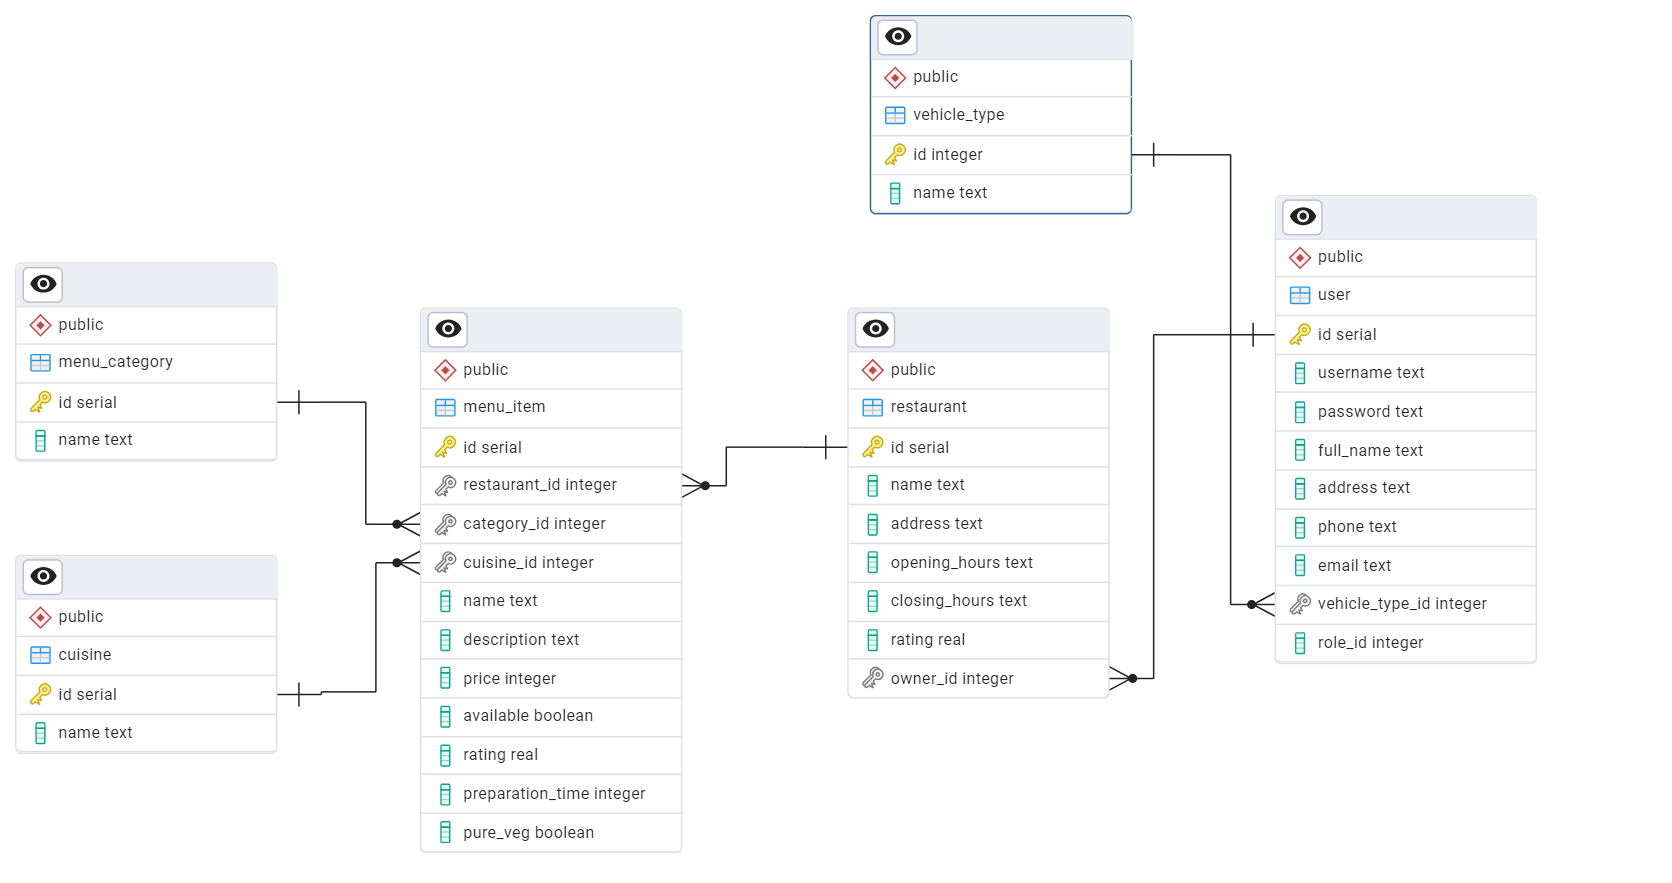 public
vehicle_type
id integer
name text
public
user
id serial
username text
password text
full_name text
address text
phone text
email text
vehicle_type_id integer
role_id integer
public
menu_category
id serial
name text
public
menu_item
id serial
restaurant_id integer
category_id integer
cuisine_id integer
name text
description text
price integer
available boolean
rating real
preparation_time integer
pure_veg boolean
public
restaurant
id serial
name text
address text
opening_hours text
closing_hours text
rating real
owner_id integer
public
cuisine
id serial
name text